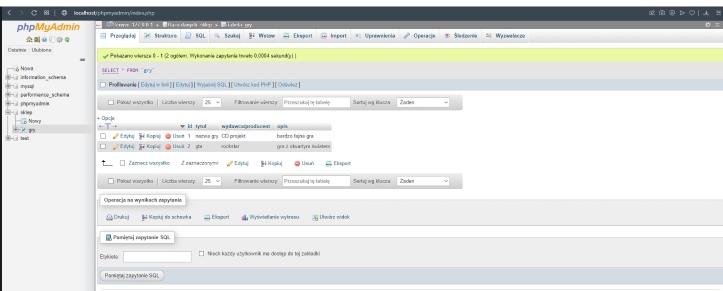 localhost/phpmyadmin/index.php
phpMyAdmin
Ostatnie Ulubione
Nowa
information_schema
mysql
performance_schema
phpmyadmin
sklep
Nowy
gry
test
Serwer: 127.0.0.1 » Baza danych: sklep » Tabela: gry
Przeglądaj Struktura SQL Szukaj Wstaw Eksport Import Uprawnienia Operacje Śledzenie Wyzwalacze
Pokazano wiersze 0 - 1 (2 ogółem, Wykonanie zapytania trwało 0,0004 sekund(y).)
SELECT * FROM `gry`
Profilowanie [ Edytuj w linii ] [ Edytuj ] [ Wyjaśnij SQL ] [ Utwórz kod PHP ] [ Odśwież ]
Pokaż wszystko | Liczba wierszy: 25 Filtrowanie wierszy: Przeszukaj tę tabelę Sortuj wg klucza: Żaden
+ Opcje
id tytul wydawca/producent opis
Edytuj Kopiuj Usuń 1 nazwa gry CD projekt bardzo fajna gra
Edytuj Kopiuj Usuń 2 gta rockstar gra z otwartym światem
Zaznacz wszystko Z zaznaczonymi: Edytuj Kopiuj Usuń Eksport
Pokaż wszystko | Liczba wierszy: 25 Filtrowanie wierszy: Przeszukaj tę tabelę Sortuj wg klucza: Żaden
Operacja na wynikach zapytania
Drukuj Kopiuj do schowka Eksport Wyświetlanie wykresu Utwórz widok
Pamiętaj zapytanie SQL
Etykieta: Niech każdy użytkownik ma dostęp do tej zakładki
Pamiętaj zapytanie SQL